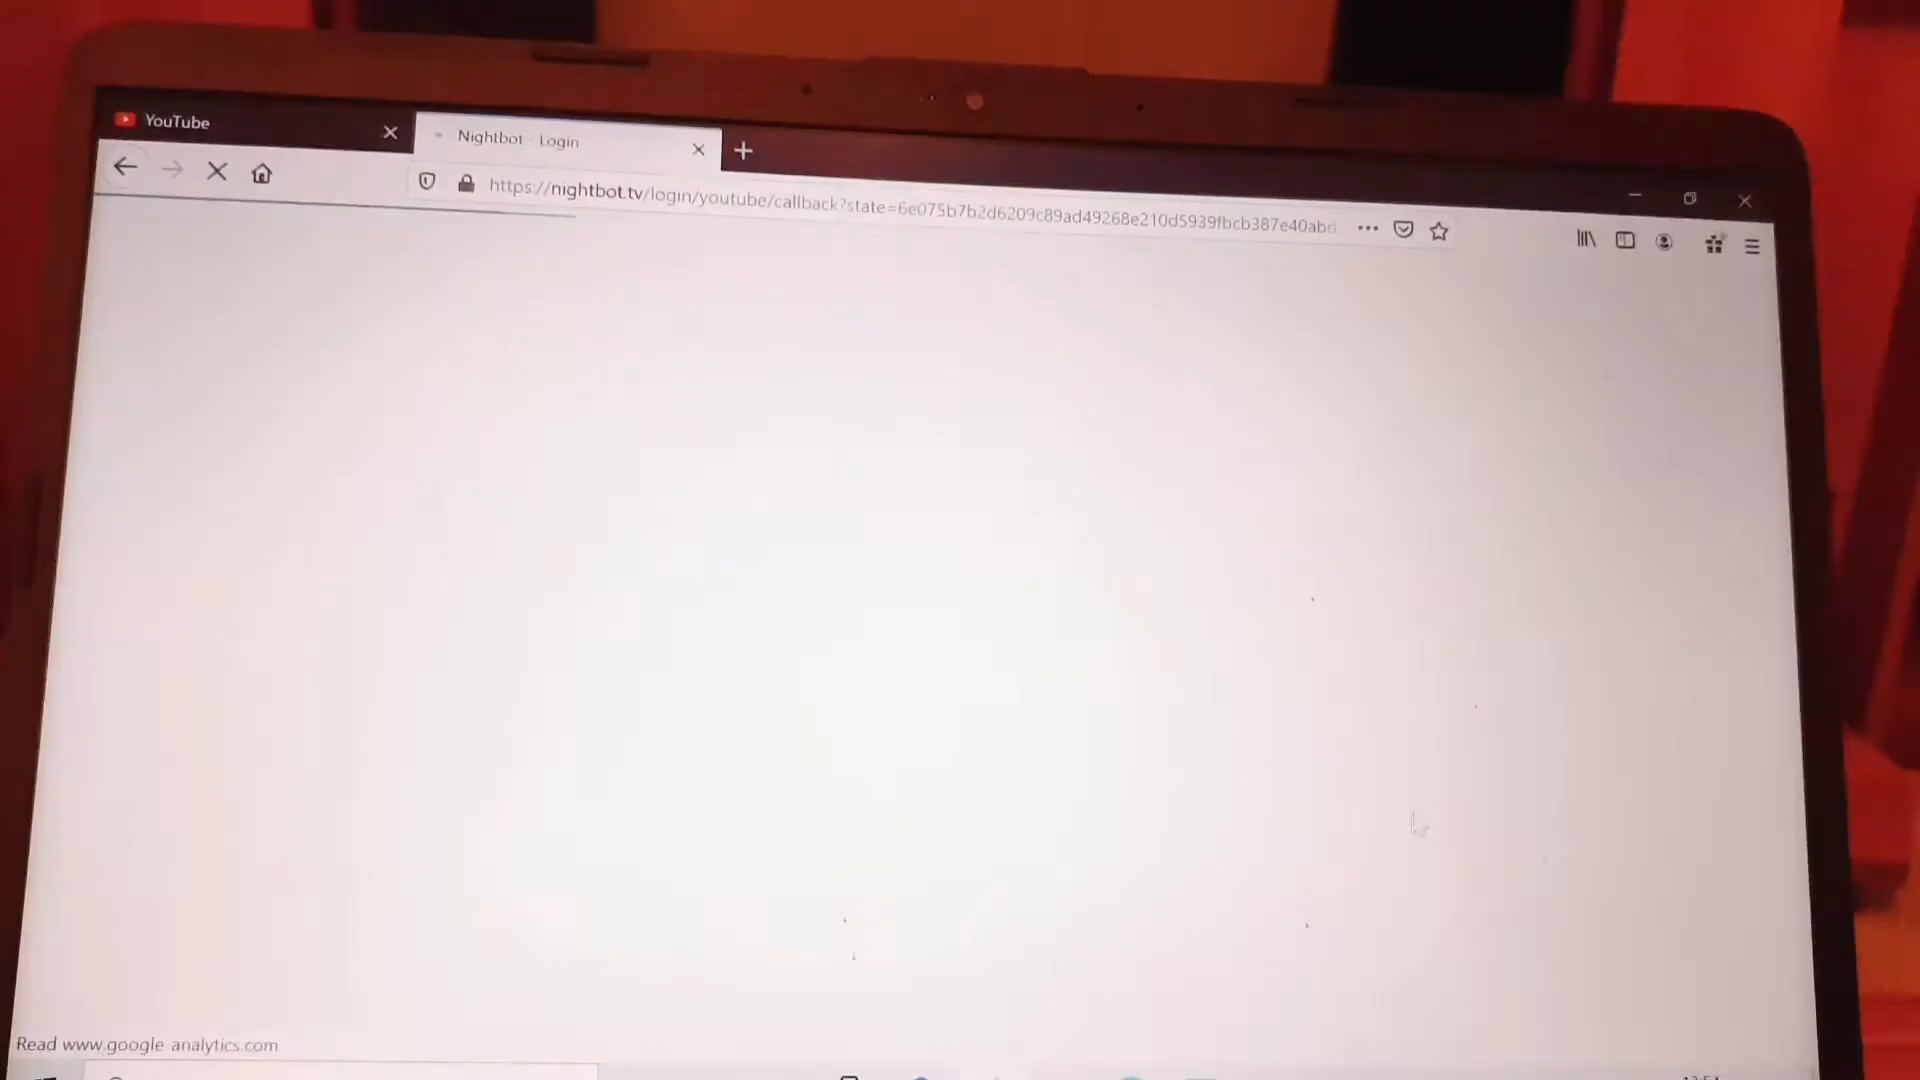 YouTube
Nightbot - Login
https://nightbot.tv/login/youtube/callback?state=6e075b7b2d6209c89ad49268e210d5939fbcb387e40abd
Read www.google-analytics.com